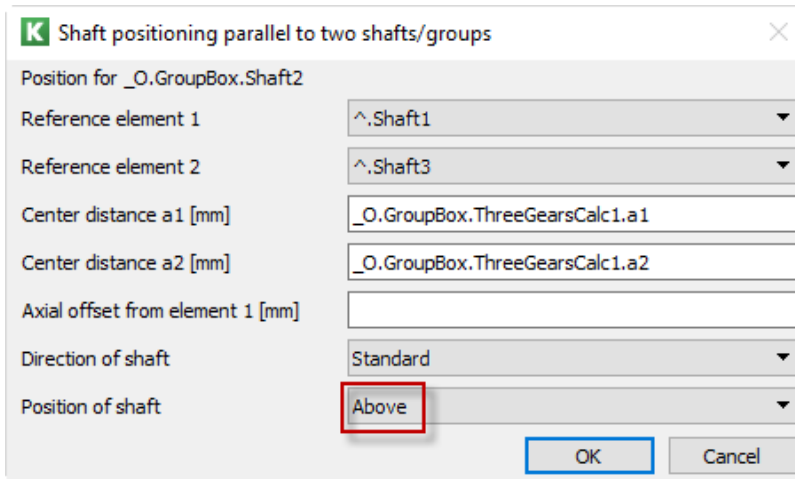 K Shaft positioning parallel to two shafts/groups
Position for _O.GroupBox.Shaft2
Reference element 1 ^.Shaft1
Reference element 2 ^.Shaft3
Center distance a1 [mm] _O.GroupBox.ThreeGearsCalc1.a1
Center distance a2 [mm] _O.GroupBox.ThreeGearsCalc1.a2
Axial offset from element 1 [mm]
Direction of shaft Standard
Position of shaft Above
OK Cancel